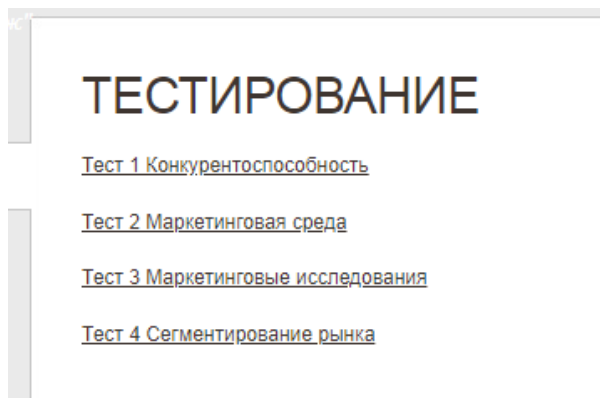 ТЕСТИРОВАНИЕ
Тест 1 Конкурентоспособность
Тест 2 Маркетинговая среда
Тест 3 Маркетинговые исследования
Тест 4 Сегментирование рынка